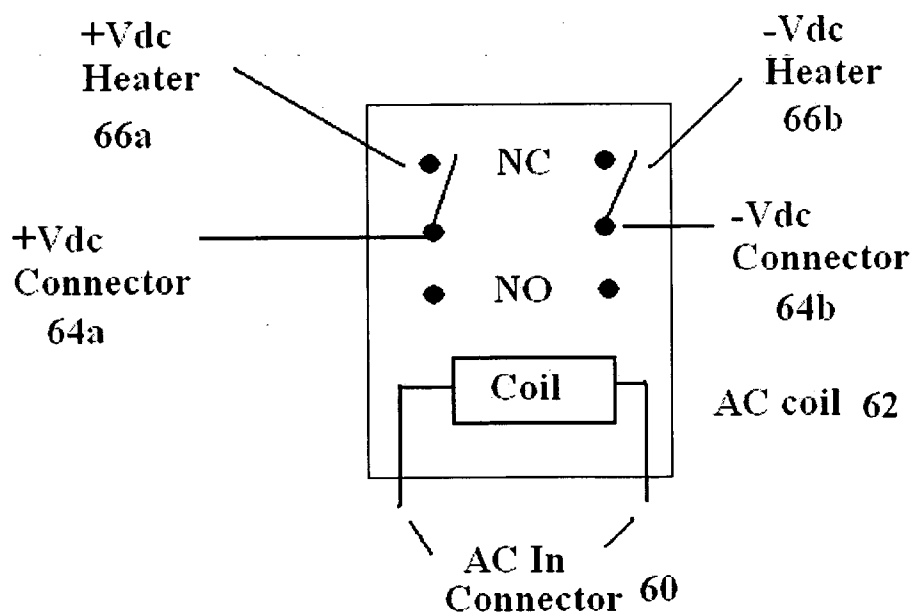 +Vdc
Heater
66a
-Vdc
Heater
66b
NC
+Vdc
Connector
64a
-Vdc
Connector
64b
NO
Coil
AC coil 62
AC In
Connector 60